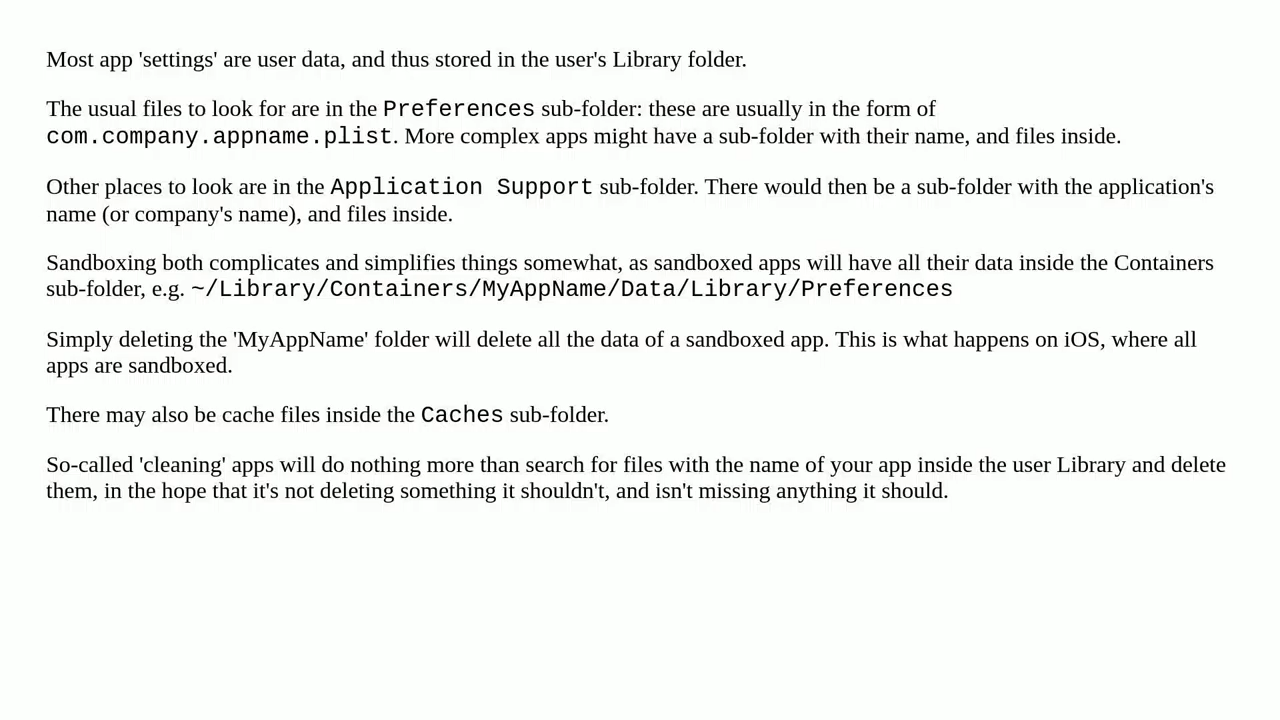 Most app 'settings' are user data, and thus stored in the user's Library folder.
The usual files to look for are in the Preferences sub-folder: these are usually in the form of
com.company.appname.plist. More complex apps might have a sub-folder with their name, and files inside.
Other places to look are in the Application Support sub-folder. There would then be a sub-folder with the application's
name (or company's name), and files inside.
Sandboxing both complicates and simplifies things somewhat, as sandboxed apps will have all their data inside the Containers
sub-folder, e.g. ~/Library/Containers/MyAppName/Data/Library/Preferences
Simply deleting the 'MyAppName' folder will delete all the data of a sandboxed app. This is what happens on iOS, where all
apps are sandboxed.
There may also be cache files inside the Caches sub-folder.
So-called 'cleaning' apps will do nothing more than search for files with the name of your app inside the user Library and delete
them, in the hope that it's not deleting something it shouldn't, and isn't missing anything it should.